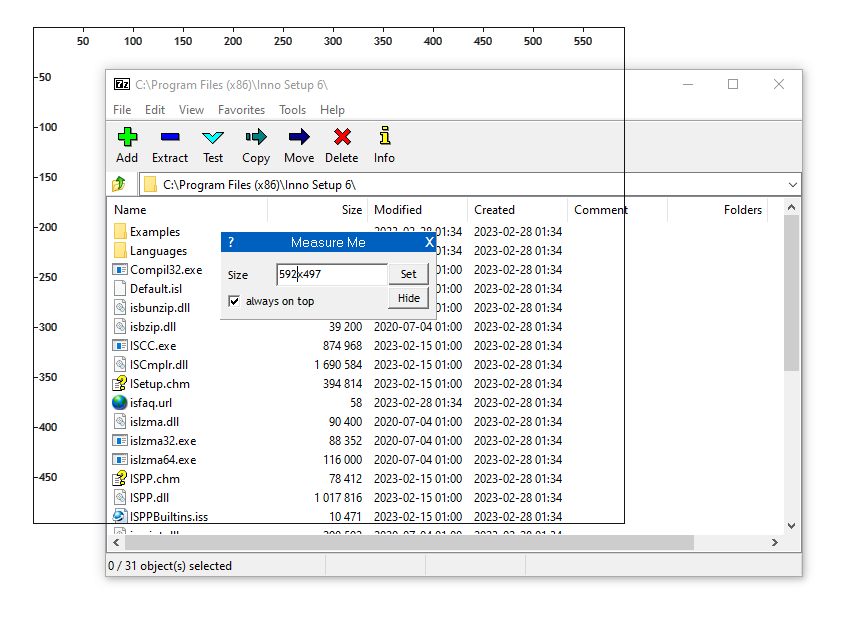 50 100 150 200 250 300 350 400 450 500 550
50
100
150
200
250
300
350
400
450
C:\Program Files (x86)\Inno Setup 6\
File Edit View Favorites Tools Help
Add Extract Test Copy Move Delete Info
C:\Program Files (x86)\Inno Setup 6\
Name Size Modified Created Comment Folders
Examples 01:34 2023-02-28 01:34
? Measure Me X
Languages 01:34 2023-02-28 01:34
Compil32.exe 01:00 2023-02-28 01:34
Size 592x497 Set
Default.isl 01:00 2023-02-28 01:34
always on top Hide
isbunzip.dll 01:00 2023-02-28 01:34
isbzip.dll 39 200 2020-07-04 01:00 2023-02-28 01:34
ISCC.exe 874 968 2023-02-15 01:00 2023-02-28 01:34
ISCmplr.dll 1 690 584 2023-02-15 01:00 2023-02-28 01:34
ISetup.chm 394 814 2023-02-15 01:00 2023-02-28 01:34
isfaq.url 58 2023-02-28 01:34 2023-02-28 01:34
islzma.dll 90 400 2020-07-04 01:00 2023-02-28 01:34
islzma32.exe 88 352 2020-07-04 01:00 2023-02-28 01:34
islzma64.exe 116 000 2020-07-04 01:00 2023-02-28 01:34
ISPP.chm 78 412 2023-02-15 01:00 2023-02-28 01:34
ISPP.dll 1 017 816 2023-02-15 01:00 2023-02-28 01:34
ISPPBuiltins.iss 10 471 2023-02-15 01:00 2023-02-28 01:34
0 / 31 object(s) selected